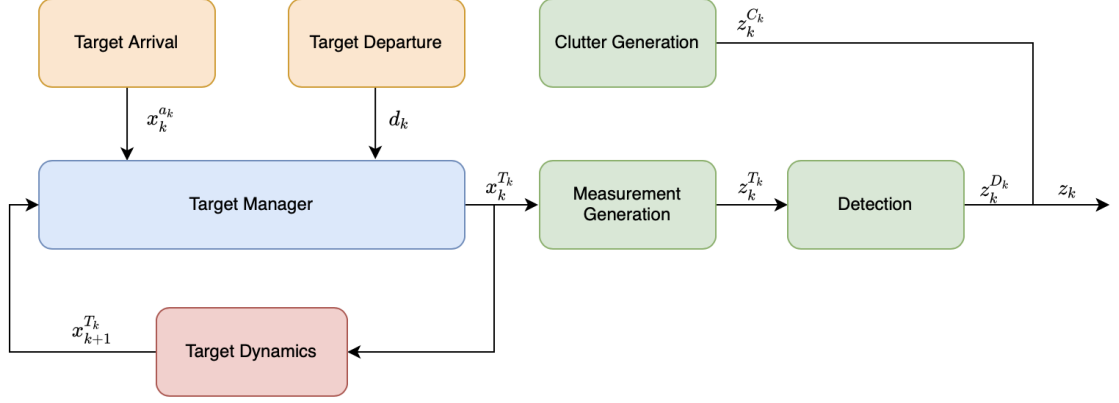 Target Arrival
Target Departure
Clutter Generation
z_k^{C_k}
x_k^{a_k}
d_k
Target Manager
x_k^{T_k}
Measurement
Generation
z_k^{T_k}
Detection
z_k^{D_k}
z_k
x_{k+1}^{T_k}
Target Dynamics